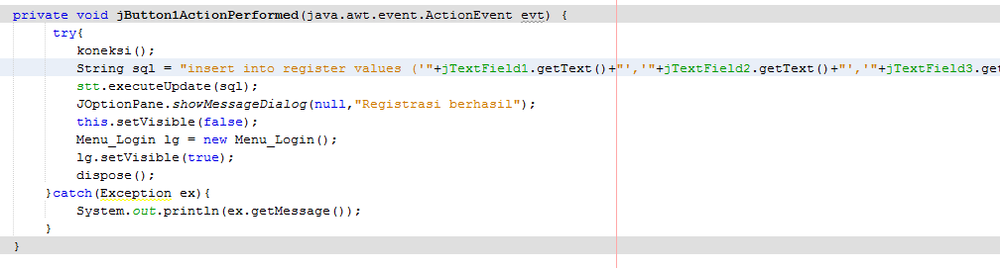 private void jButton1ActionPerformed(java.awt.event.ActionEvent evt) {
try{
koneksi();
String sql = "insert into register values ('"+jTextField1.getText()+"','"+jTextField2.getText()+"','"+jTextField3.get
stt.executeUpdate(sql);
JOptionPane.showMessageDialog(null,"Registrasi berhasil");
this.setVisible(false);
Menu_Login lg = new Menu_Login();
lg.setVisible(true);
dispose();
}catch(Exception ex){
System.out.println(ex.getMessage());
}
}